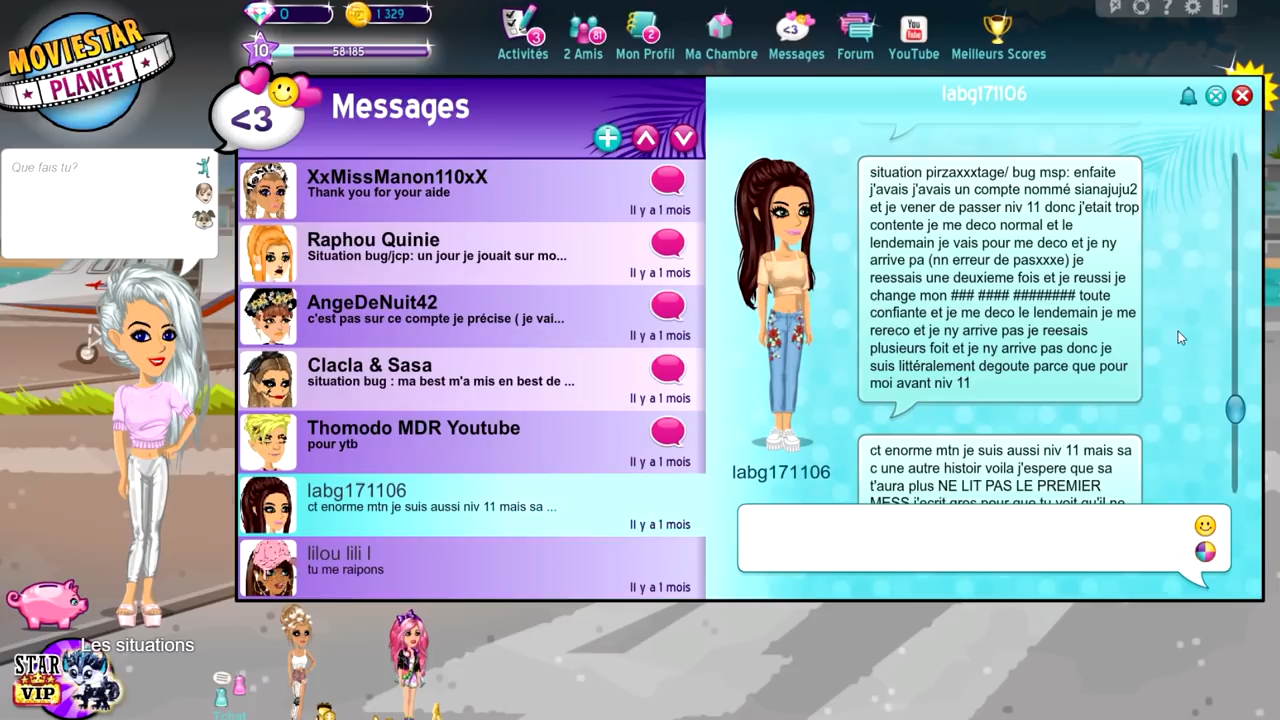 MOVIESTAR
PLANET
0
1 329
10
58 185
3
81
2
<3
You
Tube
Activités
2 Amis
Mon Profil
Ma Chambre
Messages
Forum
YouTube
Meilleurs Scores
<3
Messages
labg171106
Que fais tu?
XxMissManon110xX
Thank you for your aide
Il y a 1 mois
Raphou Quinie
Situation bug/jcp: un jour je jouait sur mo...
Il y a 1 mois
AngeDeNuit42
c'est pas sur ce compte je précise ( je vai...
Il y a 1 mois
Clacla & Sasa
situation bug : ma best m'a mis en best de ...
Il y a 1 mois
Thomodo MDR Youtube
pour ytb
Il y a 1 mois
labg171106
ct enorme mtn je suis aussi niv 11 mais sa ...
Il y a 1 mois
lilou lili l
tu me raipons
Il y a 1 mois
labg171106
situation pirzaxxxtage/ bug msp: enfaite
j'avais j'avais un compte nommé sianajuju2
et je vener de passer niv 11 donc j'etait trop
contente je me deco normal et le
lendemain je vais pour me deco et je ny
arrive pa (nn erreur de pasxxxe) je
reessais une deuxieme fois et je reussi je
change mon ### #### ######## toute
confiante et je me deco le lendemain je me
rereco et je ny arrive pas je reesais
plusieurs foit et je ny arrive pas donc je
suis littéralement degoute parce que pour
moi avant niv 11
ct enorme mtn je suis aussi niv 11 mais sa
c une autre histoir voila j'espere que sa
t'aura plus NE LIT PAS LE PREMIER
MESS j'ecrit gros pour que tu voit qu'il ne
Les situations
STAR
VIP
Tchat